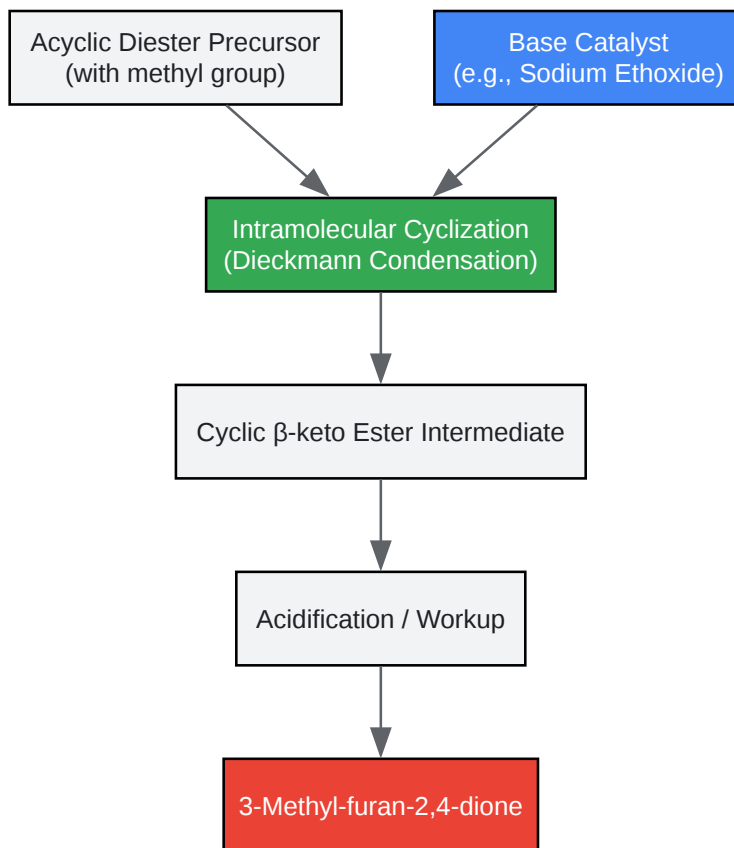 Acyclic Diester Precursor
(with methyl group)
Base Catalyst
(e.g., Sodium Ethoxide)
Intramolecular Cyclization
(Dieckmann Condensation)
Cyclic β-keto Ester Intermediate
Acidification / Workup
3-Methyl-furan-2,4-dione